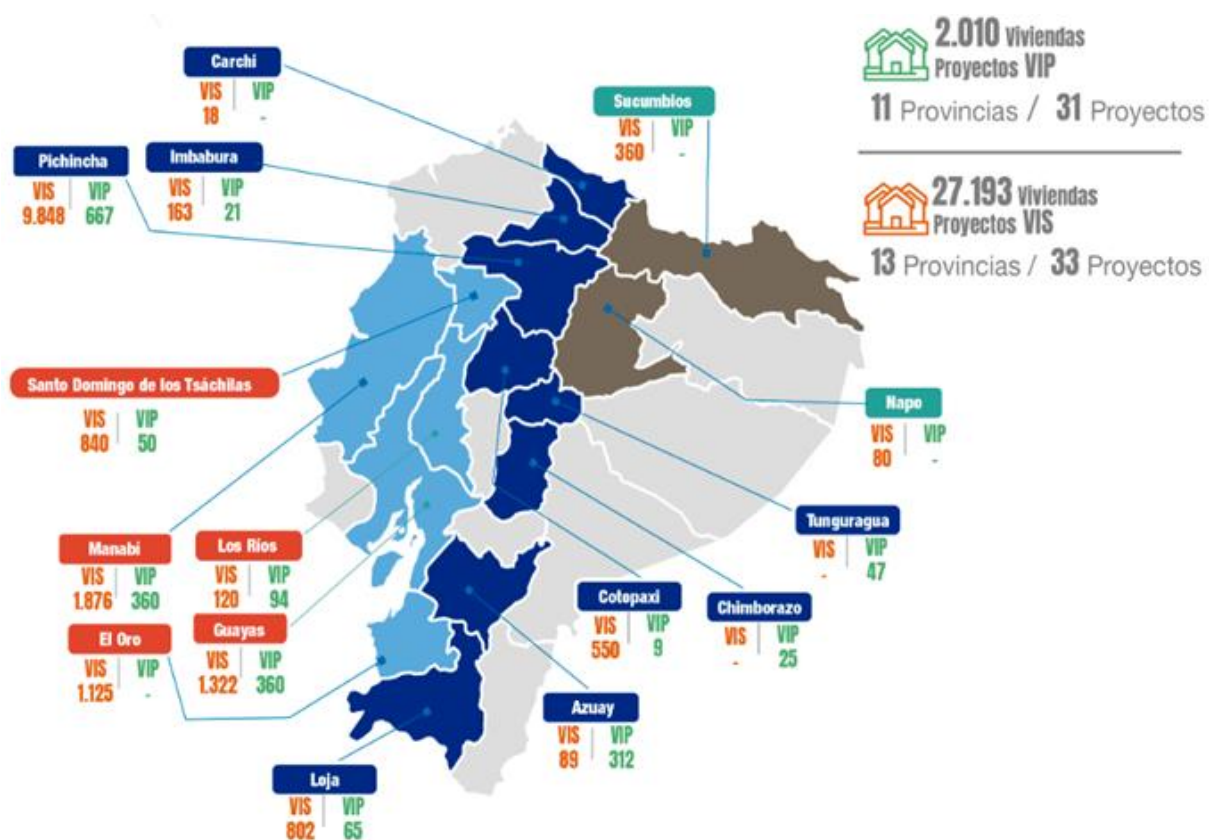 2.010 Viviendas
Proyectos VIP
11 Provincias / 31 Proyectos
27.193 Viviendas
Proyectos VIS
13 Provincias / 33 Proyectos
Carchi
VIS VIP
18 -
Sucumbios
VIS VIP
360 -
Pichincha
VIS VIP
9.848 667
Imbabura
VIS VIP
163 21
Santo Domingo de los Tsáchilas
VIS VIP
840 50
Napo
VIS VIP
80 -
Manabi
VIS VIP
1.876 360
Los Ríos
VIS VIP
120 94
Tunguragua
VIS VIP
- 47
El Oro
VIS VIP
1.125 -
Guayas
VIS VIP
1.322 360
Cotopaxi
VIS VIP
550 9
Chimborazo
VIS VIP
- 25
Azuay
VIS VIP
89 312
Loja
VIS VIP
802 65